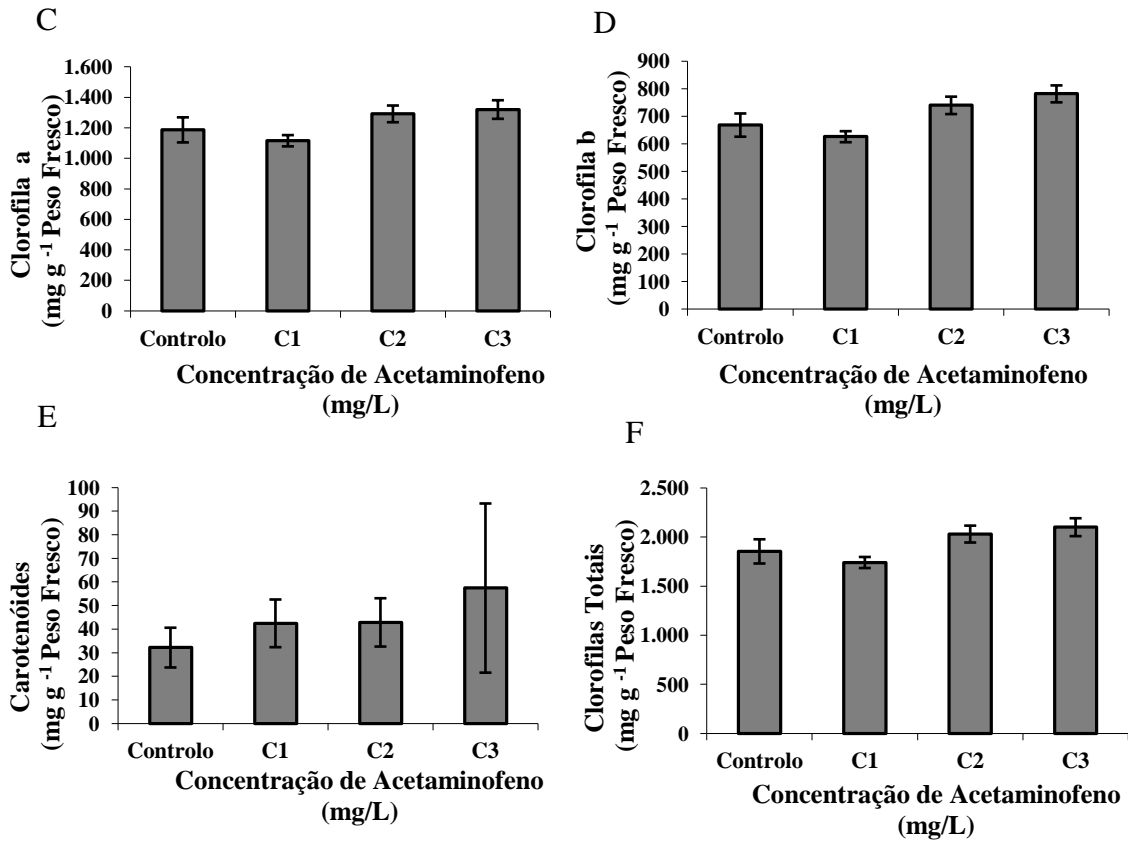 C
Clorofila a
(mg g -1 Peso Fresco)
1.600
1.400
1.200
1.000
800
600
400
200
0
Controlo C1 C2 C3
Concentração de Acetaminofeno
(mg/L)
D
Clorofila b
(mg g -1 Peso Fresco)
900
800
700
600
500
400
300
200
100
0
Controlo C1 C2 C3
Concentração de Acetaminofeno
(mg/L)
E
Carotenóides
(mg g -1 Peso Fresco)
100
90
80
70
60
50
40
30
20
10
0
Controlo C1 C2 C3
Concentração de Acetaminofeno
(mg/L)
F
Clorofilas Totais
(mg g -1 Peso Fresco)
2.500
2.000
1.500
1.000
500
0
Controlo C1 C2 C3
Concentração de Acetaminofeno
(mg/L)